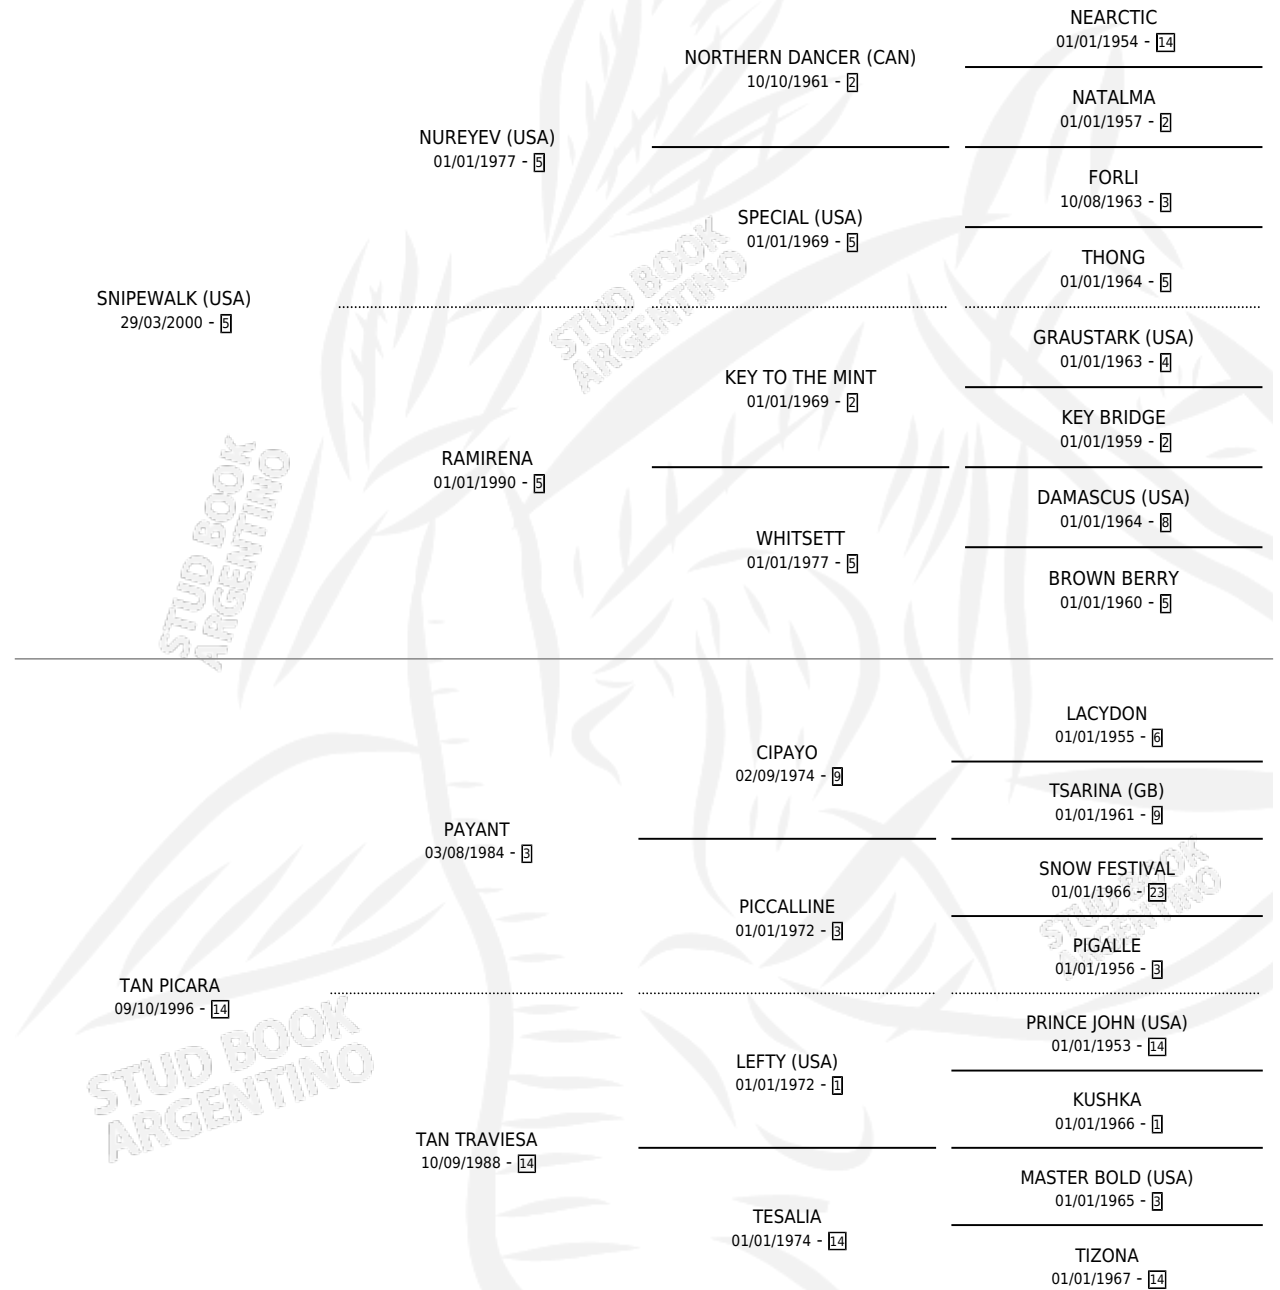 NEARCTIC
01/01/1954 - 14
NORTHERN DANCER (CAN)
10/10/1961 - 2
NATALMA
01/01/1957 - 2
NUREYEV (USA)
01/01/1977 - 5
FORLI
10/08/1963 - 3
SPECIAL (USA)
01/01/1969 - 5
THONG
01/01/1964 - 5
SNIPEWALK (USA)
29/03/2000 - 5
STUD BOOK
ARGENTINO
GRAUSTARK (USA)
01/01/1963 - 4
KEY TO THE MINT
01/01/1969 - 2
KEY BRIDGE
01/01/1959 - 2
RAMIRENA
01/01/1990 - 5
DAMASCUS (USA)
01/01/1964 - 8
WHITSETT
01/01/1977 - 5
BROWN BERRY
01/01/1960 - 5
STUD BOOK
ARGENTINO
LACYDON
01/01/1955 - 6
CIPAYO
02/09/1974 - 9
TSARINA (GB)
01/01/1961 - 9
PAYANT
03/08/1984 - 3
SNOW FESTIVAL
01/01/1966 - 23
PICCALLINE
01/01/1972 - 3
PIGALLE
01/01/1956 - 3
STUD BOOK
ARGENTINO
TAN PICARA
09/10/1996 - 14
PRINCE JOHN (USA)
01/01/1953 - 14
LEFTY (USA)
01/01/1972 - 1
KUSHKA
01/01/1966 - 1
STUD BOOK
ARGENTINO
TAN TRAVIESA
10/09/1988 - 14
MASTER BOLD (USA)
01/01/1965 - 3
TESALIA
01/01/1974 - 14
TIZONA
01/01/1967 - 14